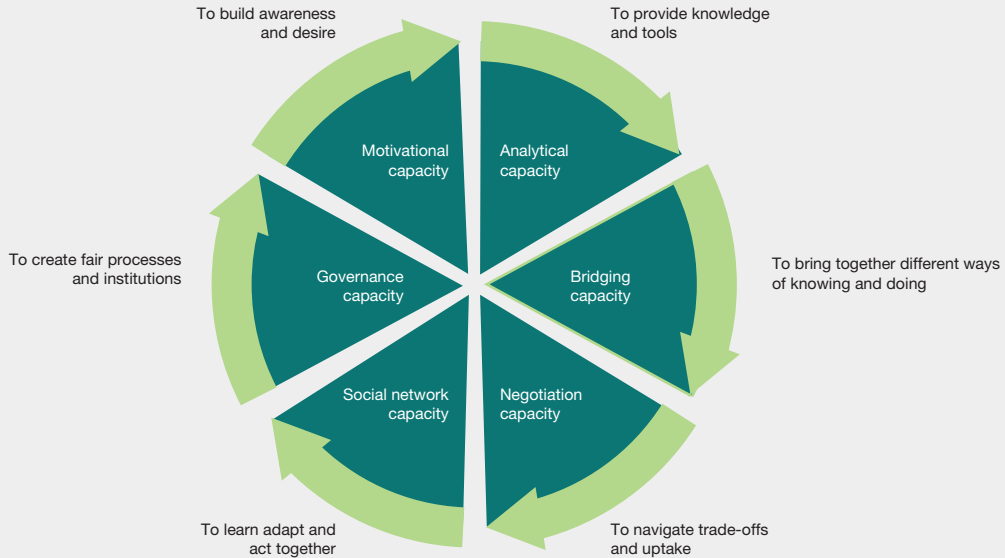 To build awareness
and desire
To provide knowledge
and tools
Motivational
capacity
Analytical
capacity
To create fair processes
and institutions
Governance
capacity
Bridging
capacity
To bring together different ways
of knowing and doing
Social network
capacity
Negotiation
capacity
To learn adapt and
act together
To navigate trade-offs
and uptake